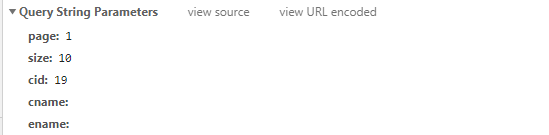 Query String Parameters view source view URL encoded
page: 1
size: 10
cid: 19
cname:
ename: